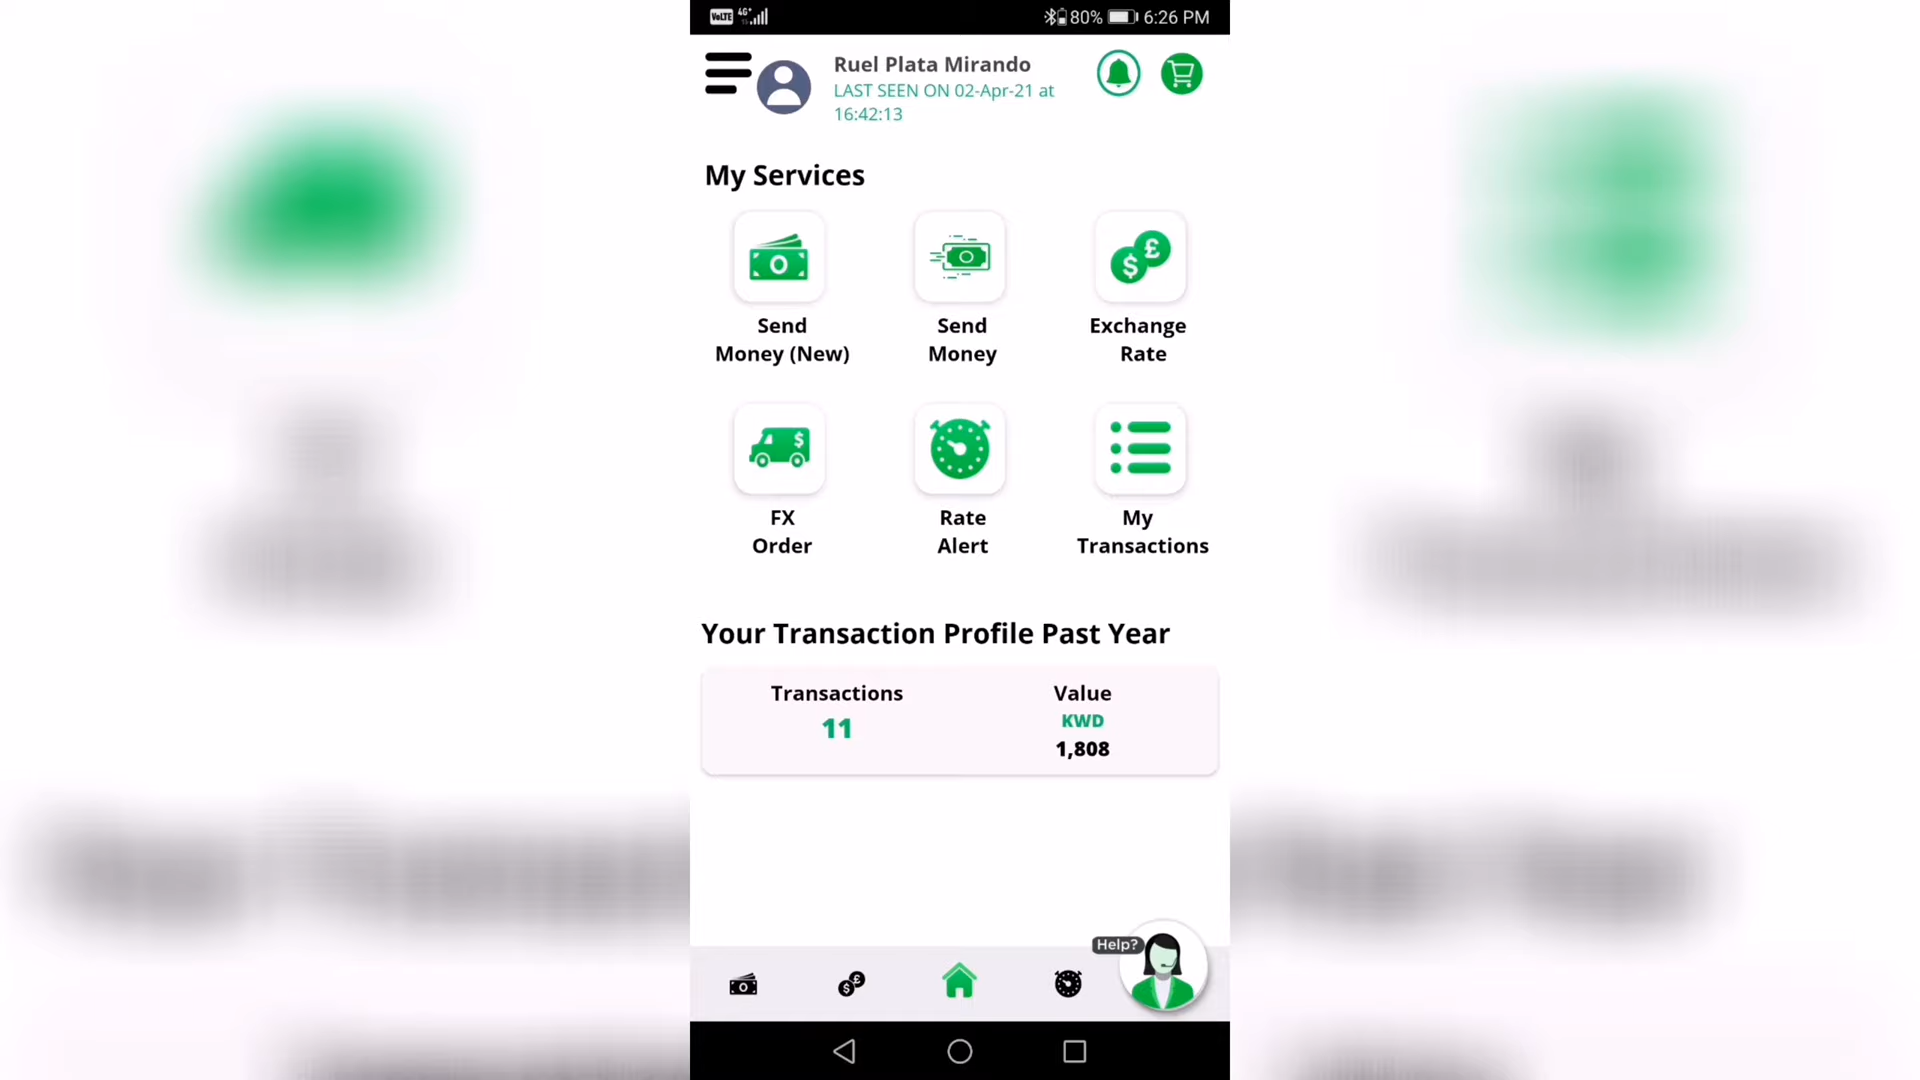 VoLTE 4G+ 80% 6:26 PM
Ruel Plata Mirando
LAST SEEN ON 02-Apr-21 at
16:42:13
My Services
Send
Money (New)
Send
Money
Exchange
Rate
FX
Order
Rate
Alert
My
Transactions
Your Transaction Profile Past Year
Transactions
11
Value
KWD
1,808
Help?